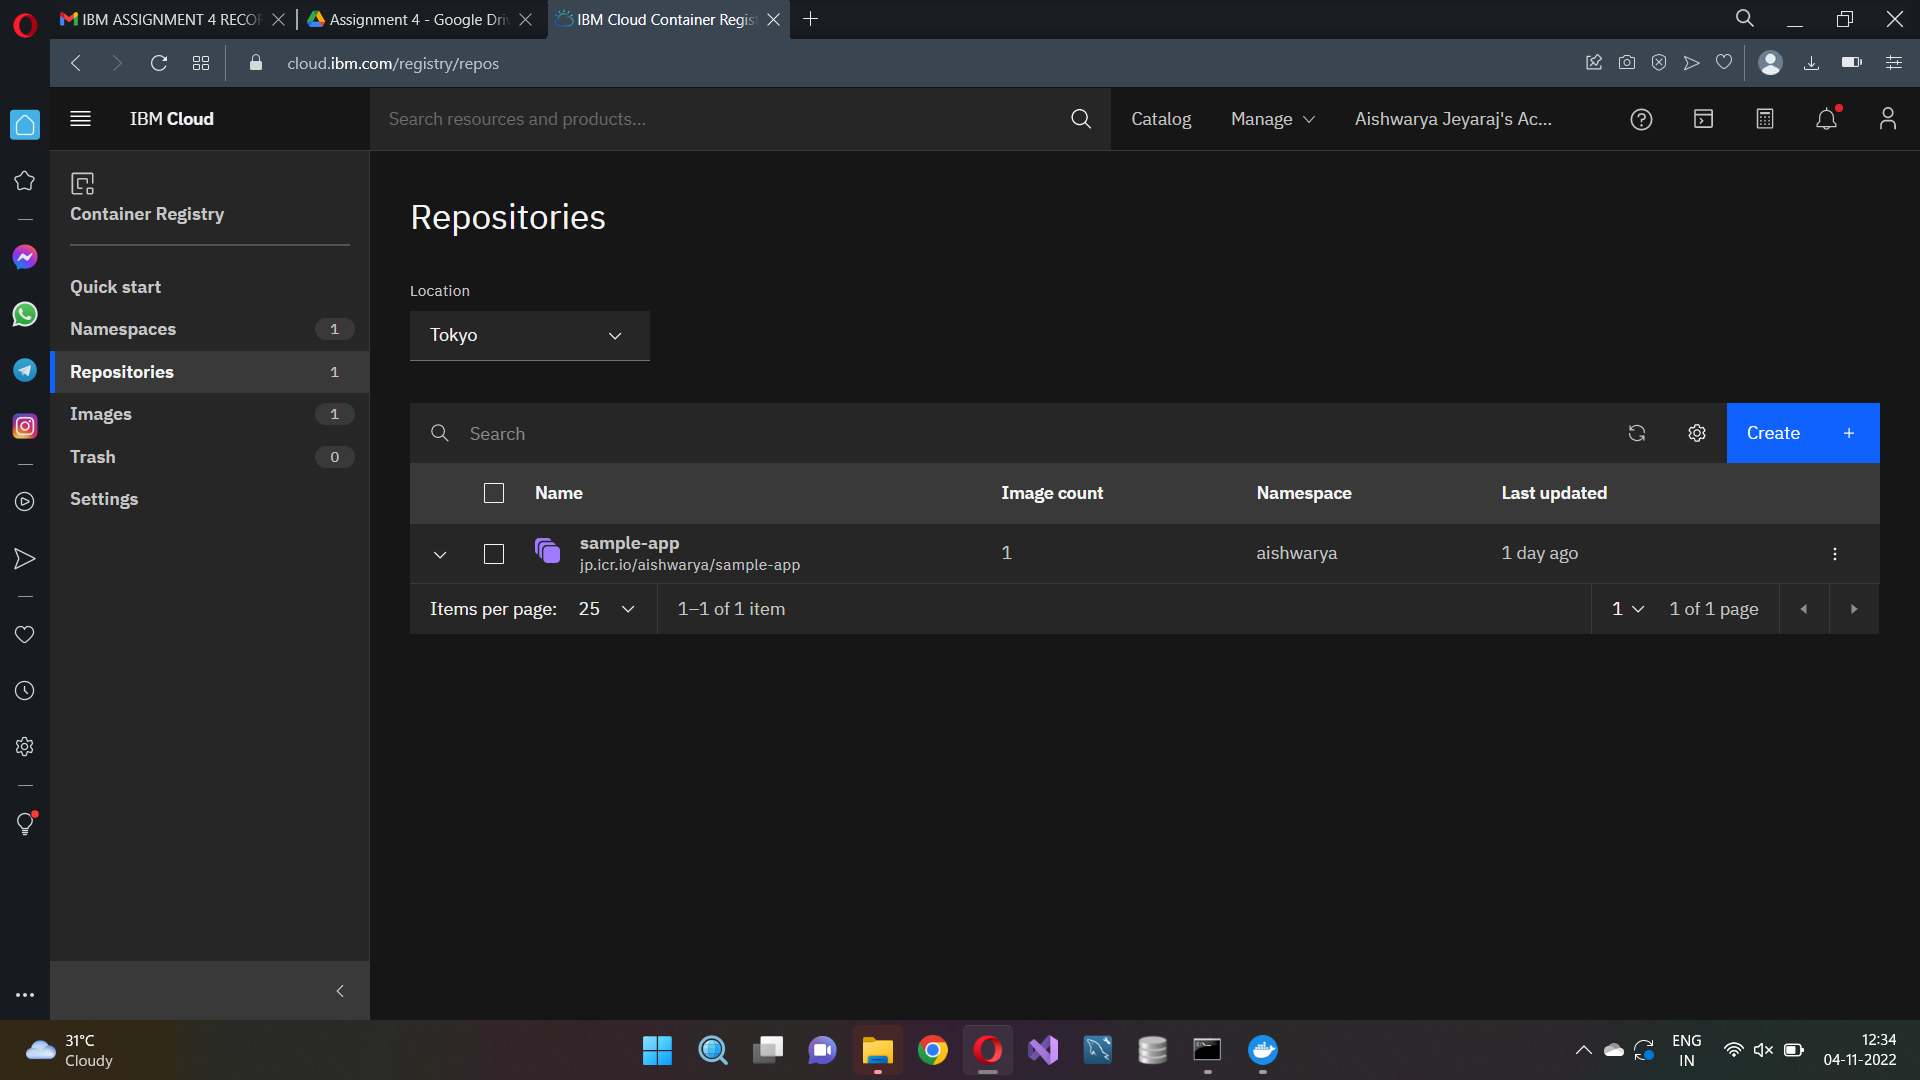 IBM ASSIGNMENT 4 RECO
Assignment 4 - Google Dri
IBM Cloud Container Regis
cloud.ibm.com/registry/repos
IBM Cloud
Search resources and products...
Catalog
Manage
Aishwarya Jeyaraj's Ac...
Container Registry
Quick start
Namespaces 1
Repositories 1
Images 1
Trash 0
Settings
Repositories
Location
Tokyo
Search
Create +
Name Image count Namespace Last updated
sample-app
jp.icr.io/aishwarya/sample-app
1 aishwarya 1 day ago
Items per page: 25 1–1 of 1 item 1 1 of 1 page
31°C
Cloudy
ENG
IN
12:34
04-11-2022